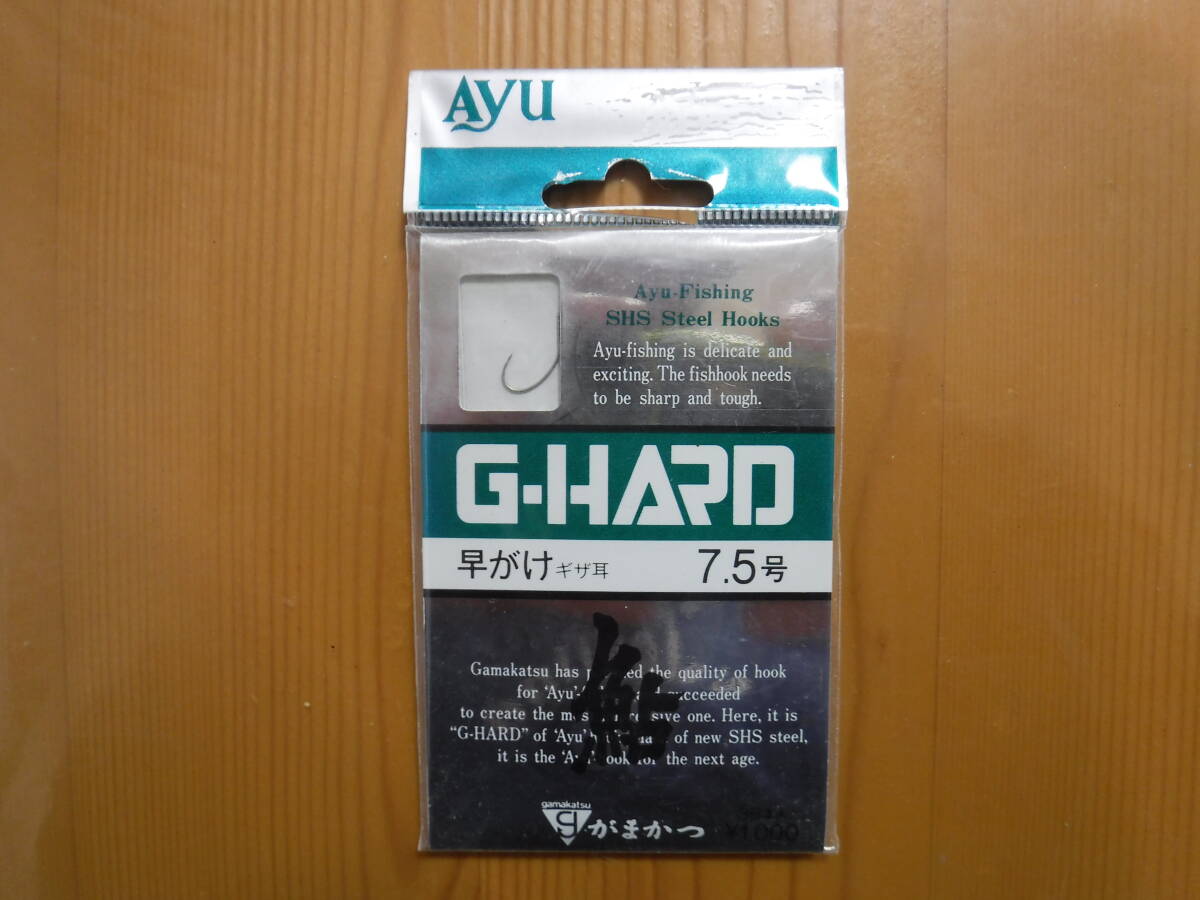 Ayu
Ayu-Fishing
SHS Steel Hooks
Ayu-fishing is delicate and
exciting. The fishhook needs
to be sharp and tough.
G-HARD
早がけ ギザ耳 7.5号
鮎
Gamakatsu has the quality of hook
for succeeded
to create the one. Here, it is
"G-HARD" of of new SHS steel,
it is the for the next age.
gamakatsu
がまかつ
¥1,000